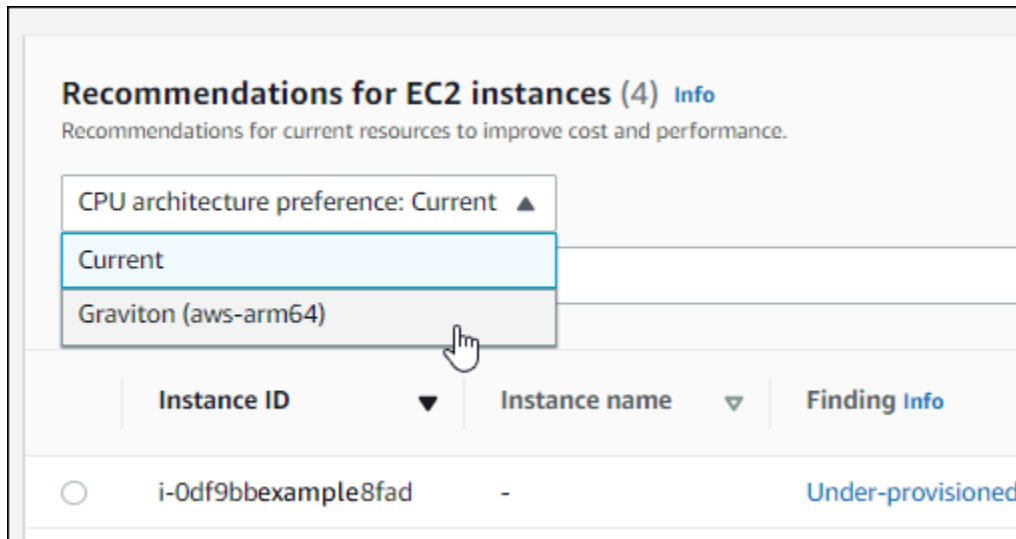 Recommendations for EC2 instances (4) Info
Recommendations for current resources to improve cost and performance.
CPU architecture preference: Current
Current
Graviton (aws-arm64)
Instance ID Instance name Finding Info
i-0df9bbexample8fad - Under-provisioned